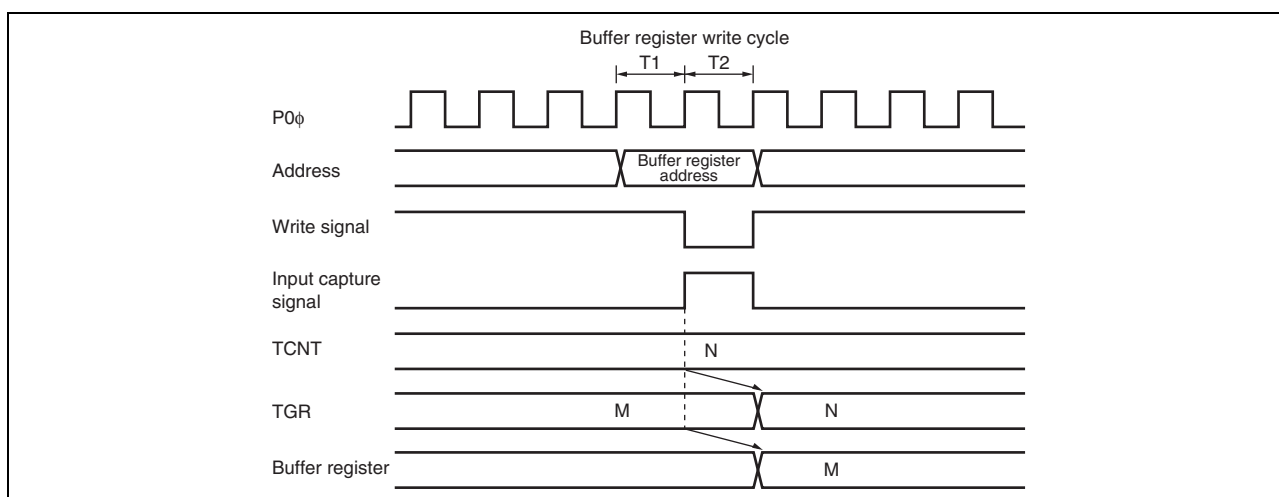 Buffer register write cycle
T1 T2
P0ϕ
Address
Buffer register
address
Write signal
Input capture
signal
TCNT
N
TGR
M N
Buffer register
M